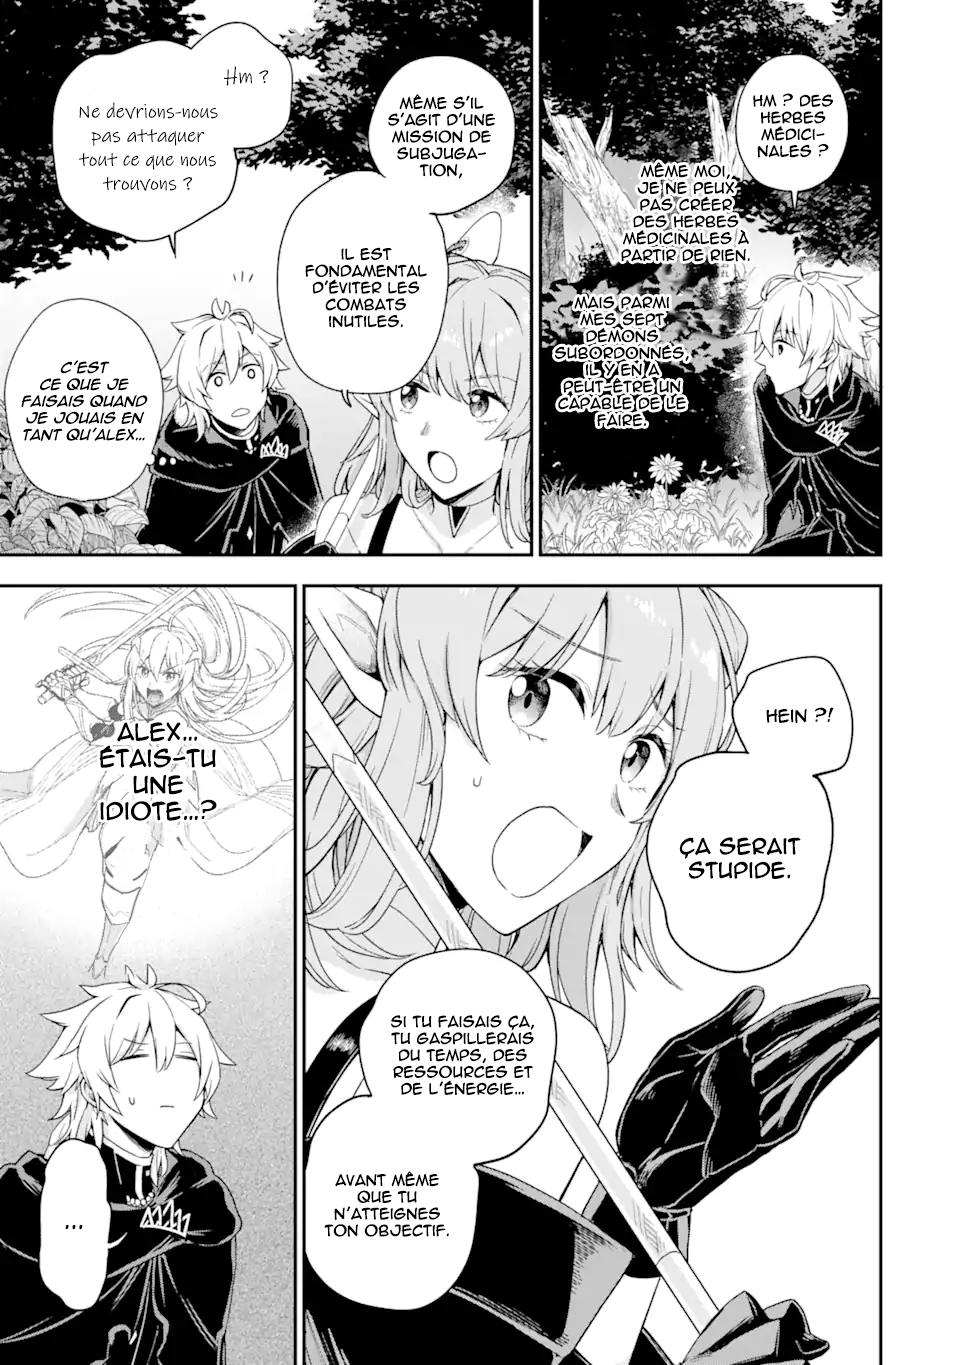 HM ? DES
HERBES
MÉDICI-
NALES ?
MÊME MOI,
JE NE PEUX
PAS CRÉER
DES HERBES
MÉDICINALES À
PARTIR DE RIEN.
MAIS PARMI
MES SEPT
DÉMONS
SUBORDONNÉS,
IL Y EN A
PEUT-ÊTRE UN
CAPABLE DE LE
FAIRE.
MÊME S'IL
S'AGIT D'UNE
MISSION DE
SUBJUGA-
TION,
IL EST
FONDAMENTAL
D'ÉVITER LES
COMBATS
INUTILES.
Hm ?
Ne devrions-nous
pas attaquer
tout ce que nous
trouvons ?
C'EST
CE QUE JE
FAISAIS QUAND
JE JOUAIS EN
TANT QU'ALEX...
HEIN ?!
ÇA SERAIT
STUPIDE.
SI TU FAISAIS ÇA,
TU GASPILLERAIS
DU TEMPS, DES
RESSOURCES ET
DE L'ÉNERGIE...
AVANT MÊME
QUE TU
N'ATTEIGNES
TON OBJECTIF.
ALEX...
ÉTAIS-TU
UNE
IDIOTE...?
...